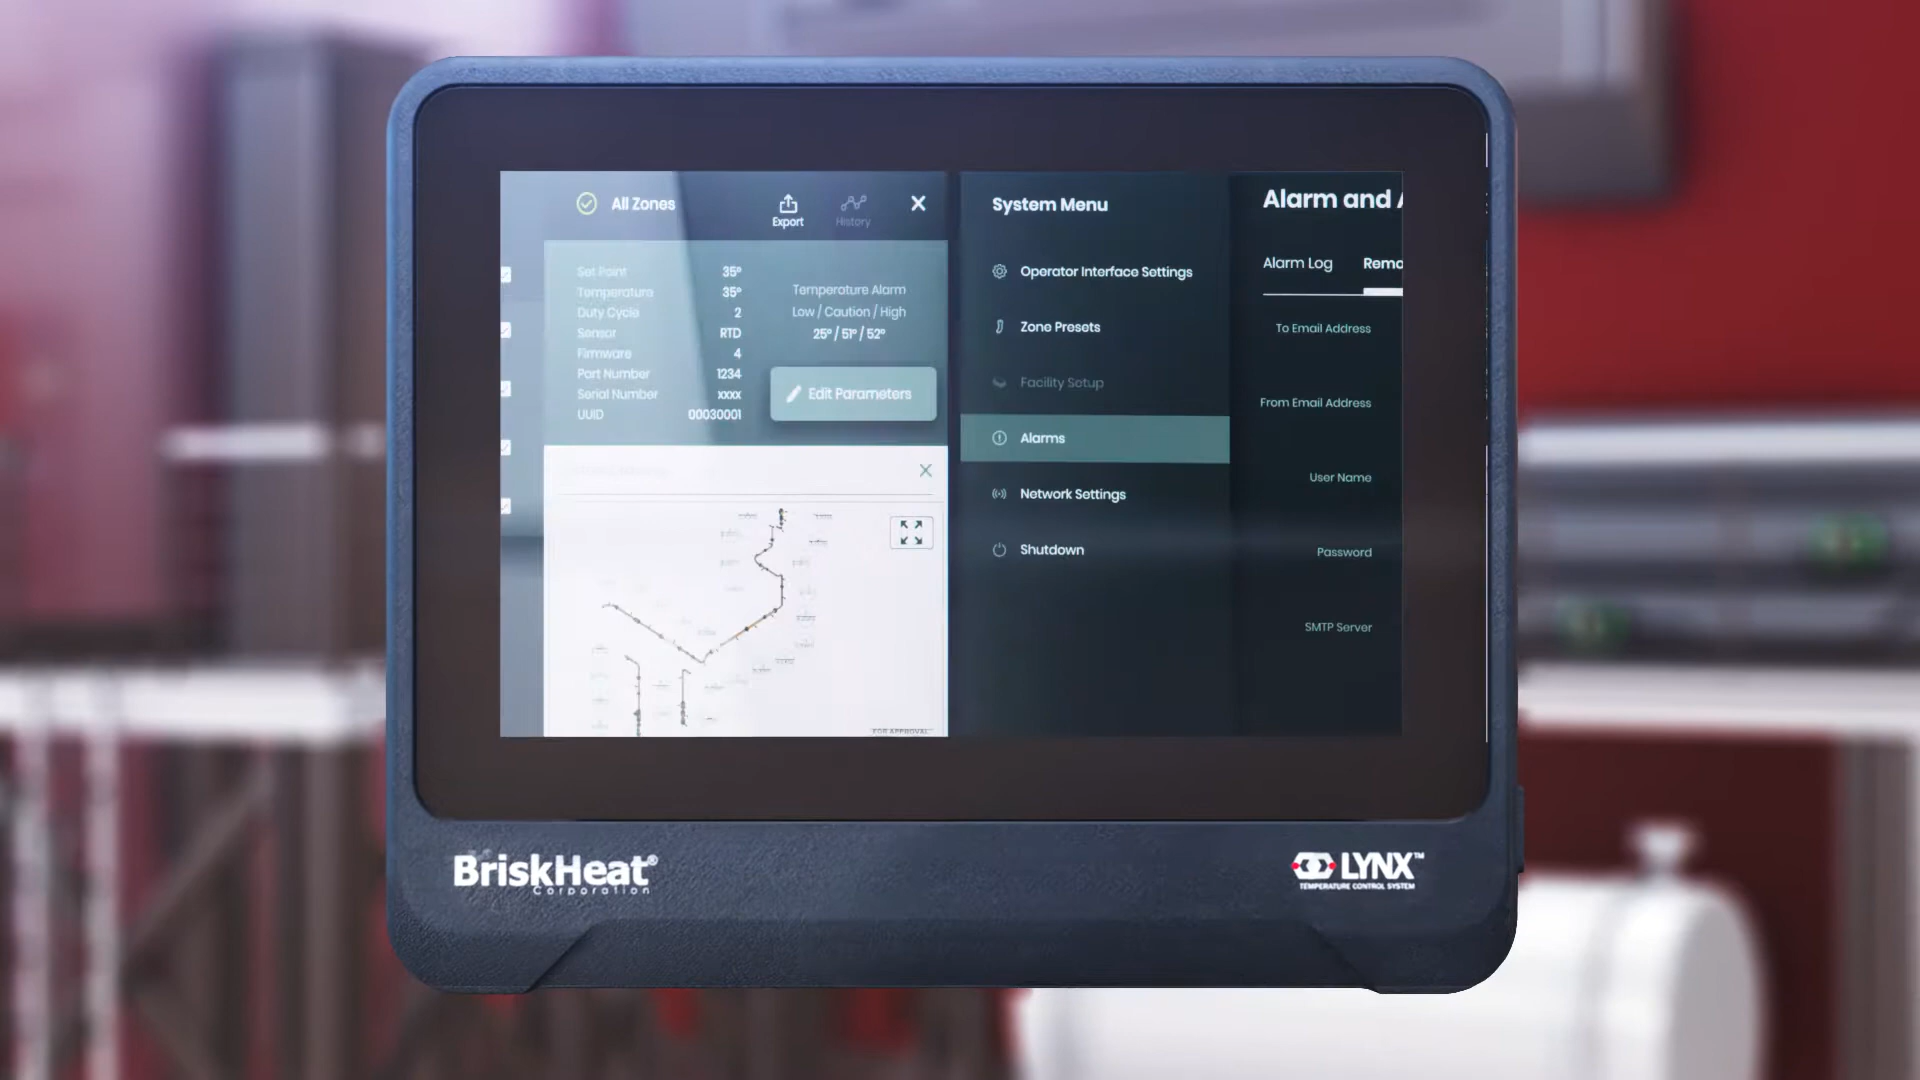 All Zones
Export
History
Set Point 35°
Temperature 35°
Duty Cycle 2
Sensor RTD
Firmware 4
Part Number 1234
Serial Number xxxx
UUID 00030001
Temperature Alarm
Low / Caution / High
25° / 51° / 52°
Edit Parameters
FOR APPROVAL
System Menu
Operator Interface Settings
Zone Presets
Facility Setup
Alarms
Network Settings
Shutdown
Alarm and A
Alarm Log Remo
To Email Address
From Email Address
User Name
Password
SMTP Server
BriskHeat®
Corporation
LYNX™
TEMPERATURE CONTROL SYSTEM